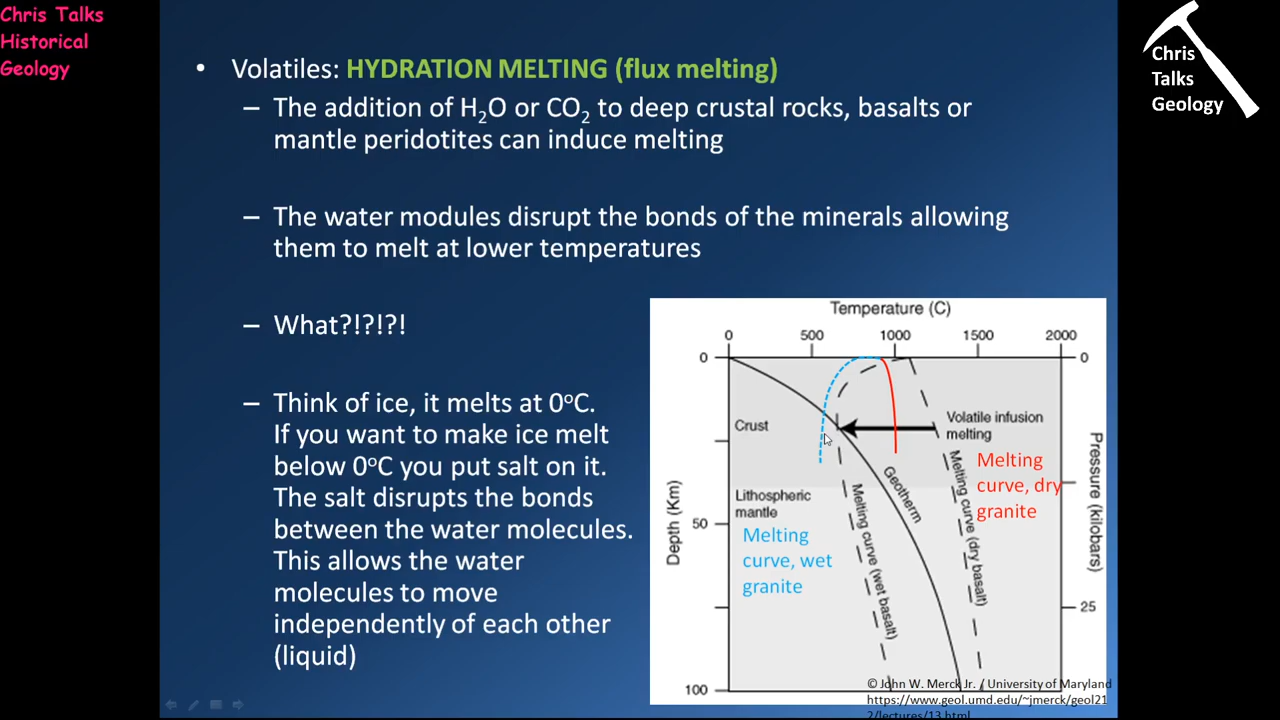 Chris Talks
Historical
Geology
Chris
Talks
Geology
• Volatiles: HYDRATION MELTING (flux melting)
– The addition of H₂O or CO₂ to deep crustal rocks, basalts or
mantle peridotites can induce melting
– The water modules disrupt the bonds of the minerals allowing
them to melt at lower temperatures
– What?!?!?!
– Think of ice, it melts at 0ᵒC.
If you want to make ice melt
below 0ᵒC you put salt on it.
The salt disrupts the bonds
between the water molecules.
This allows the water
molecules to move
independently of each other
(liquid)
Temperature (C)
0 500 1000 1500 2000
0 0
Crust
Volatile infusion
melting
Melting
curve, dry
granite
Lithospheric
mantle
Melting
curve, wet
granite
Geotherm
Melting curve (wet basalt)
Melting curve (dry basalt)
Depth (Km)
50
Pressure (kilobars)
25
100
© John W. Merck Jr. / University of Maryland
https://www.geol.umd.edu/~jmerck/geol21
2/lectures/13.html